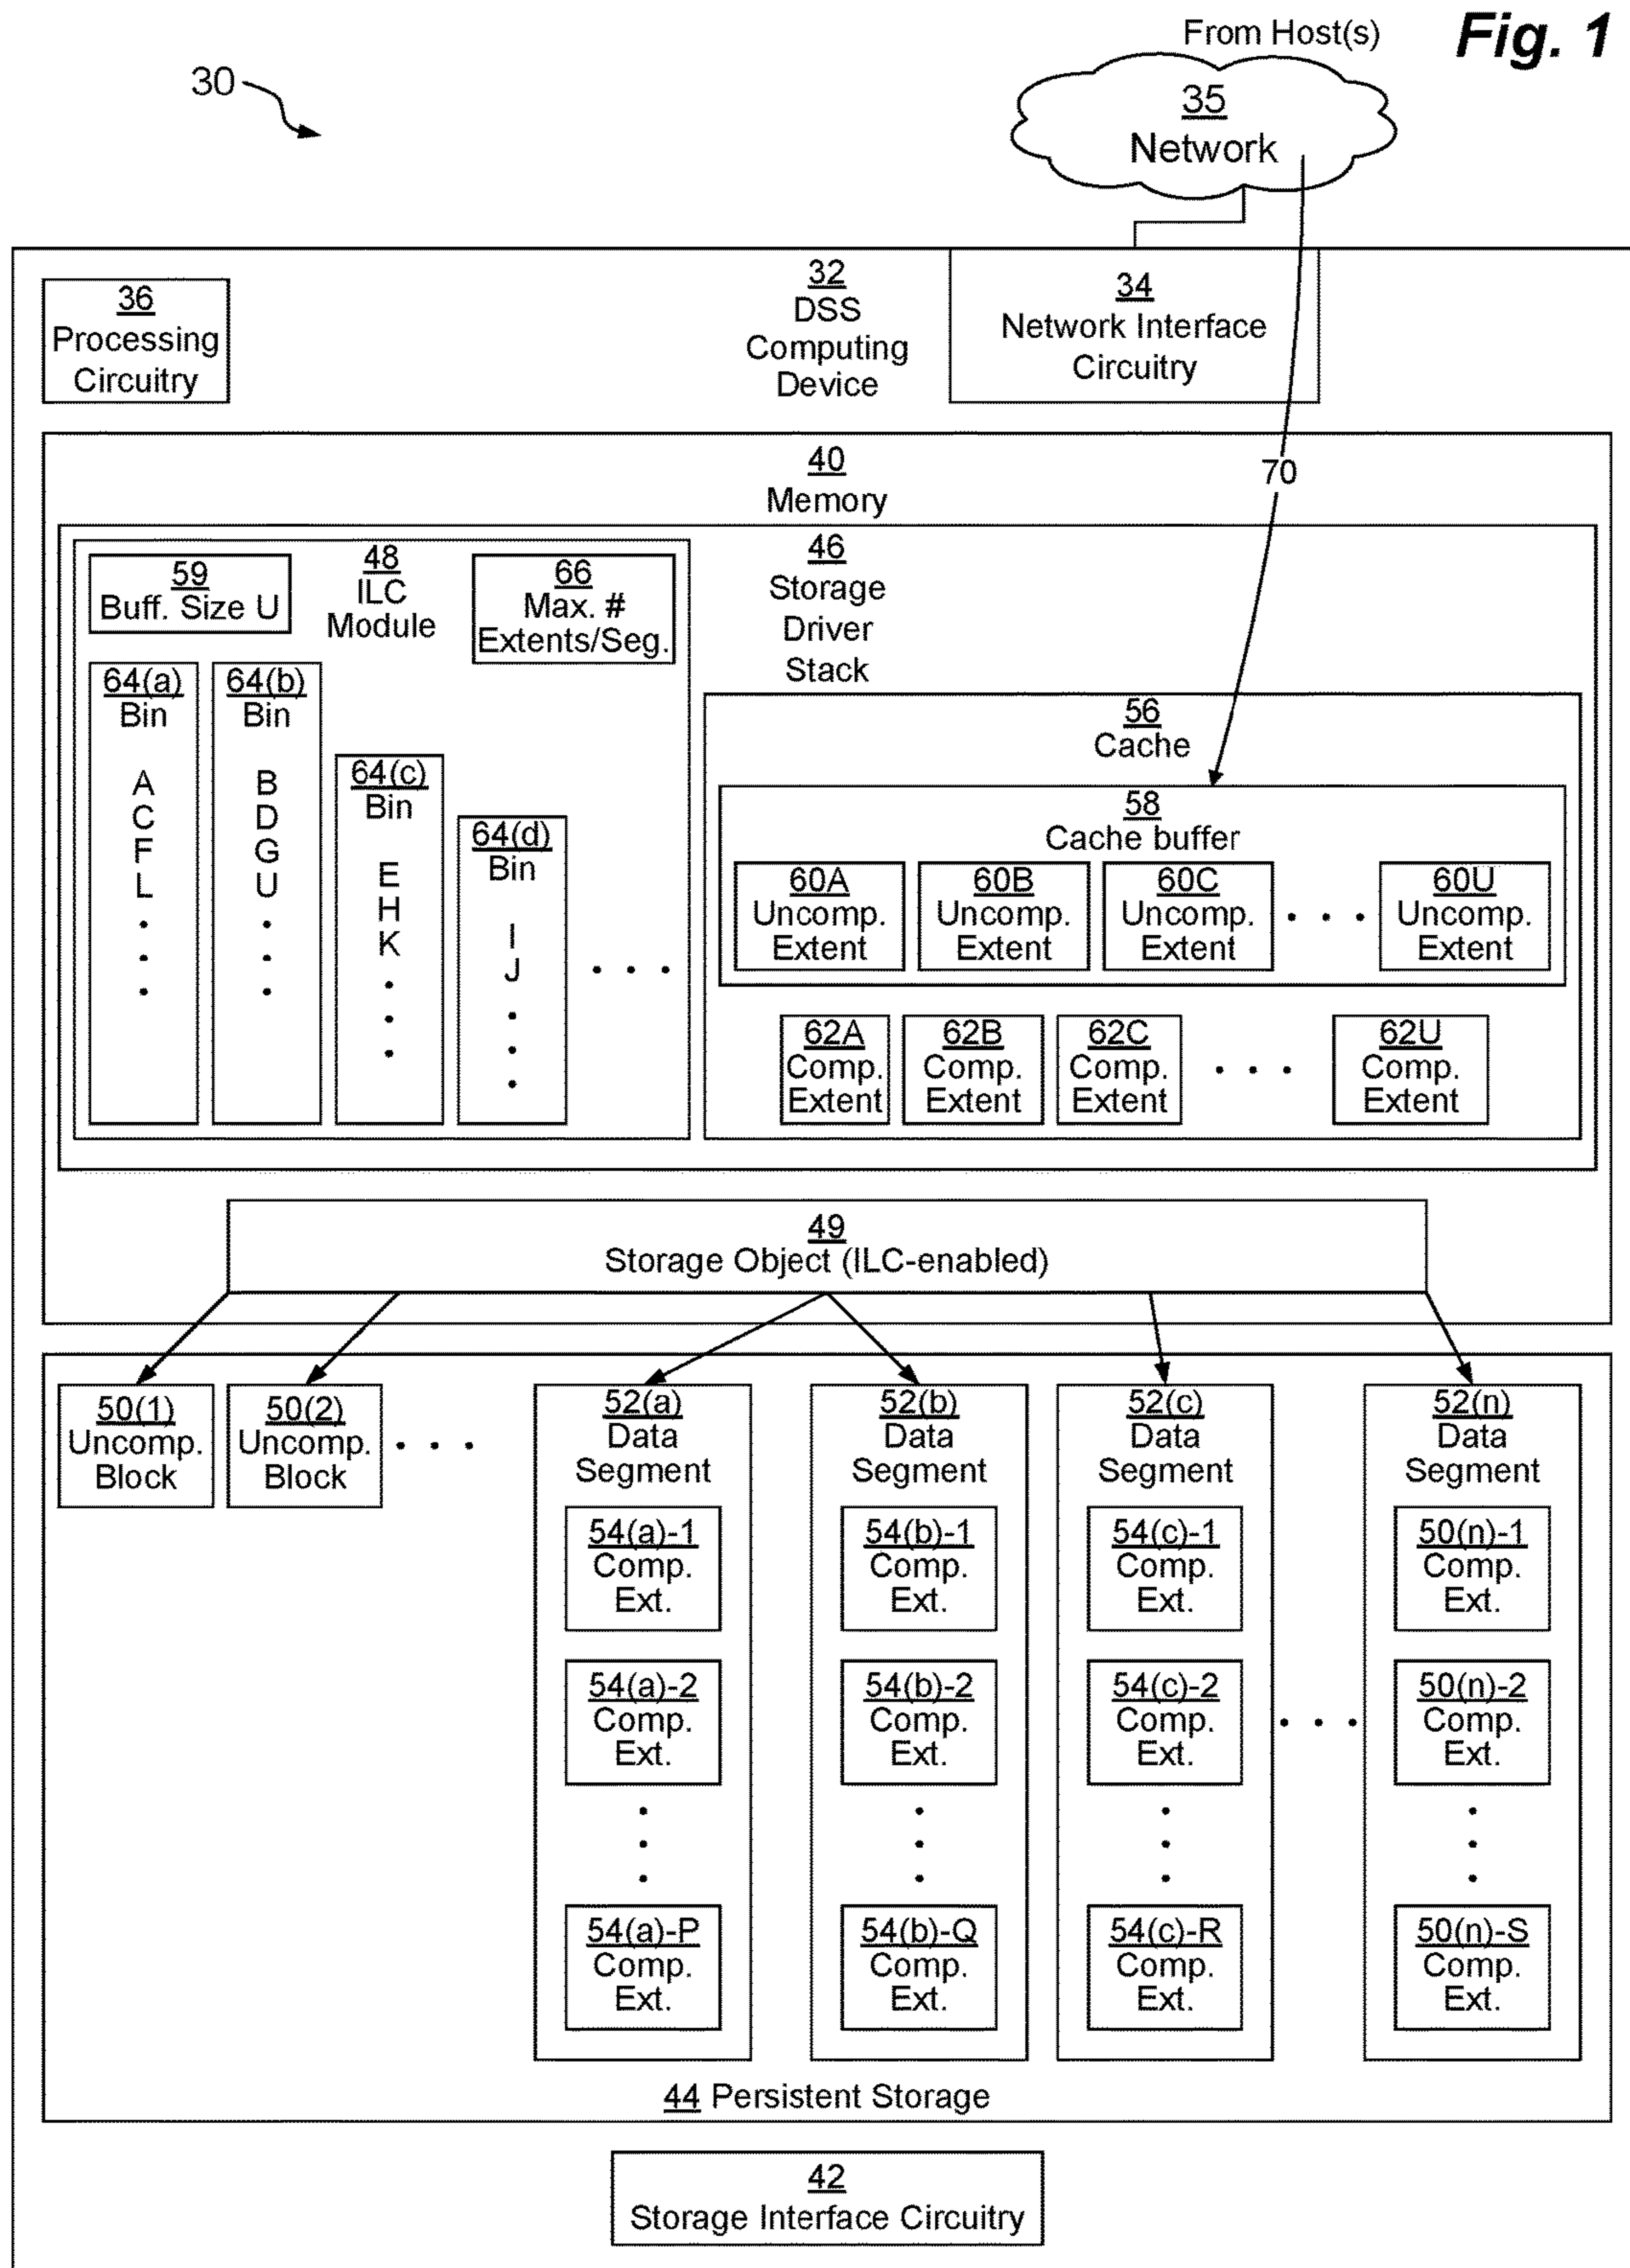 Fig. 1
From Host(s)
30
35
Network
36
Processing
Circuitry
32
DSS
Computing
Device
34
Network Interface
Circuitry
40
Memory
70
59
Buff. Size U
48
ILC
Module
66
Max. #
Extents/Seg.
46
Storage
Driver
Stack
64(a)
Bin
A
C
F
L
64(b)
Bin
B
D
G
U
64(c)
Bin
E
H
K
64(d)
Bin
I
J
56
Cache
58
Cache buffer
60A
Uncomp.
Extent
60B
Uncomp.
Extent
60C
Uncomp.
Extent
60U
Uncomp.
Extent
62A
Comp.
Extent
62B
Comp.
Extent
62C
Comp.
Extent
62U
Comp.
Extent
49
Storage Object (ILC-enabled)
50(1)
Uncomp.
Block
50(2)
Uncomp.
Block
52(a)
Data
Segment
54(a)-1
Comp.
Ext.
54(a)-2
Comp.
Ext.
54(a)-P
Comp.
Ext.
52(b)
Data
Segment
54(b)-1
Comp.
Ext.
54(b)-2
Comp.
Ext.
54(b)-Q
Comp.
Ext.
52(c)
Data
Segment
54(c)-1
Comp.
Ext.
54(c)-2
Comp.
Ext.
54(c)-R
Comp.
Ext.
52(n)
Data
Segment
50(n)-1
Comp.
Ext.
50(n)-2
Comp.
Ext.
50(n)-S
Comp.
Ext.
44 Persistent Storage
42
Storage Interface Circuitry